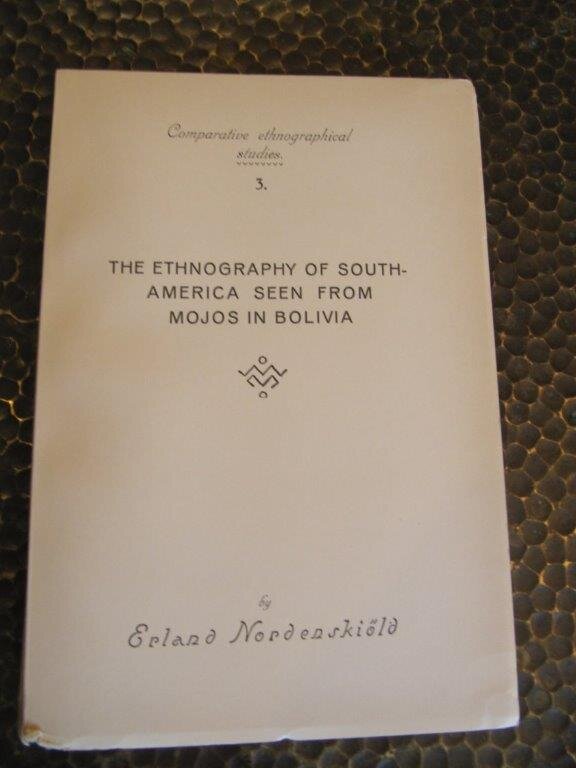 Comparative ethnographical
studies.
3.
THE ETHNOGRAPHY OF SOUTH-
AMERICA SEEN FROM
MOJOS IN BOLIVIA
by
Erland Nordenskiöld